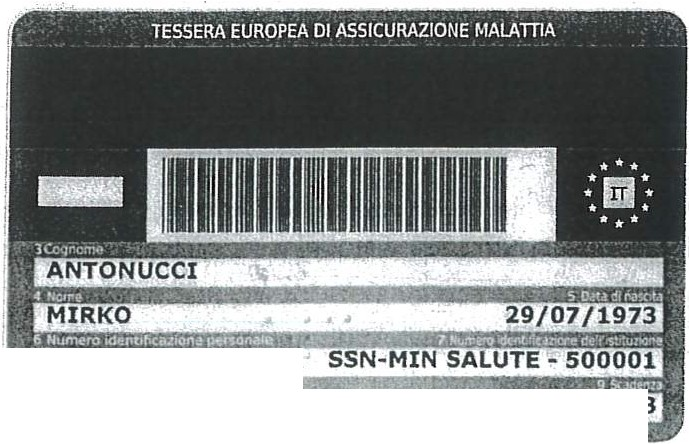 TESSERA EUROPEA DI ASSICURAZIONE MALATTIA
IT
3 Cognome
ANTONUCCI
4 Nome 5 Data di nascita
MIRKO 29/07/1973
6 Numero identificazione personale 7 Numero identificazione dell'istituzione
SSN-MIN SALUTE - 500001
9 Scadenza